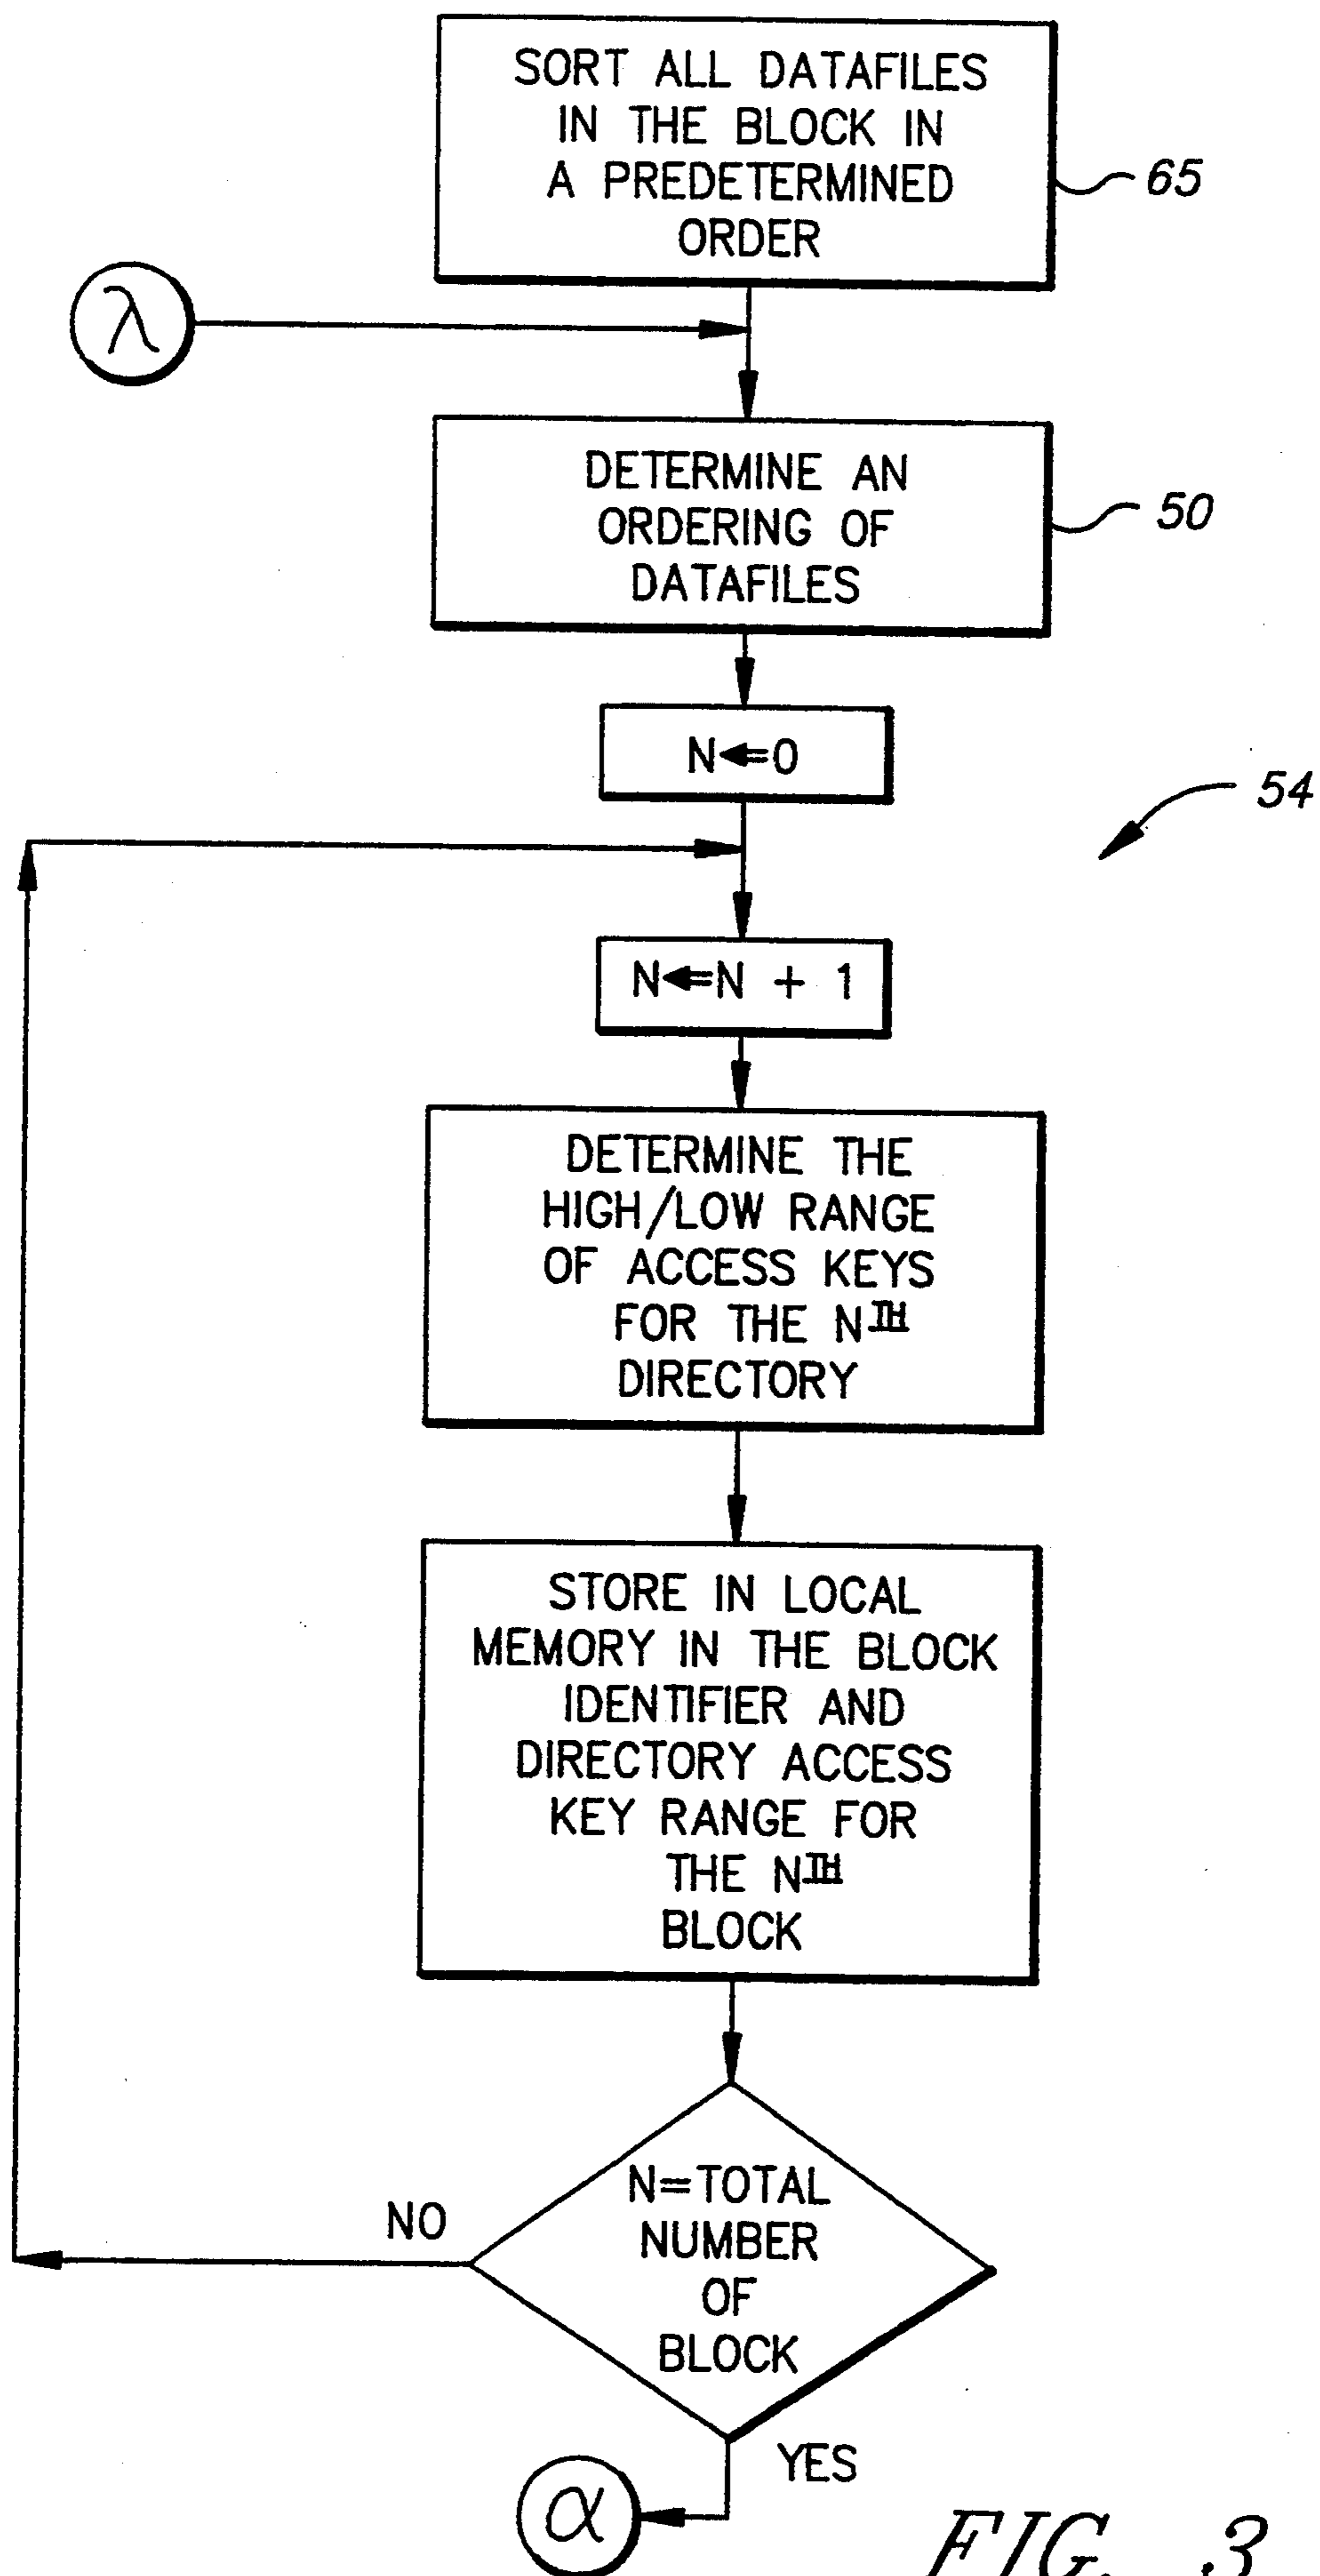 SORT ALL DATAFILES
IN THE BLOCK IN
A PREDETERMINED
ORDER
65
λ
DETERMINE AN
ORDERING OF
DATAFILES
50
N⇐0
54
N⇐N + 1
DETERMINE THE
HIGH/LOW RANGE
OF ACCESS KEYS
FOR THE Nᵀᴴ
DIRECTORY
STORE IN LOCAL
MEMORY IN THE BLOCK
IDENTIFIER AND
DIRECTORY ACCESS
KEY RANGE FOR
THE Nᵀᴴ
BLOCK
N=TOTAL
NUMBER
OF
BLOCK
NO
YES
α
FIG. 3